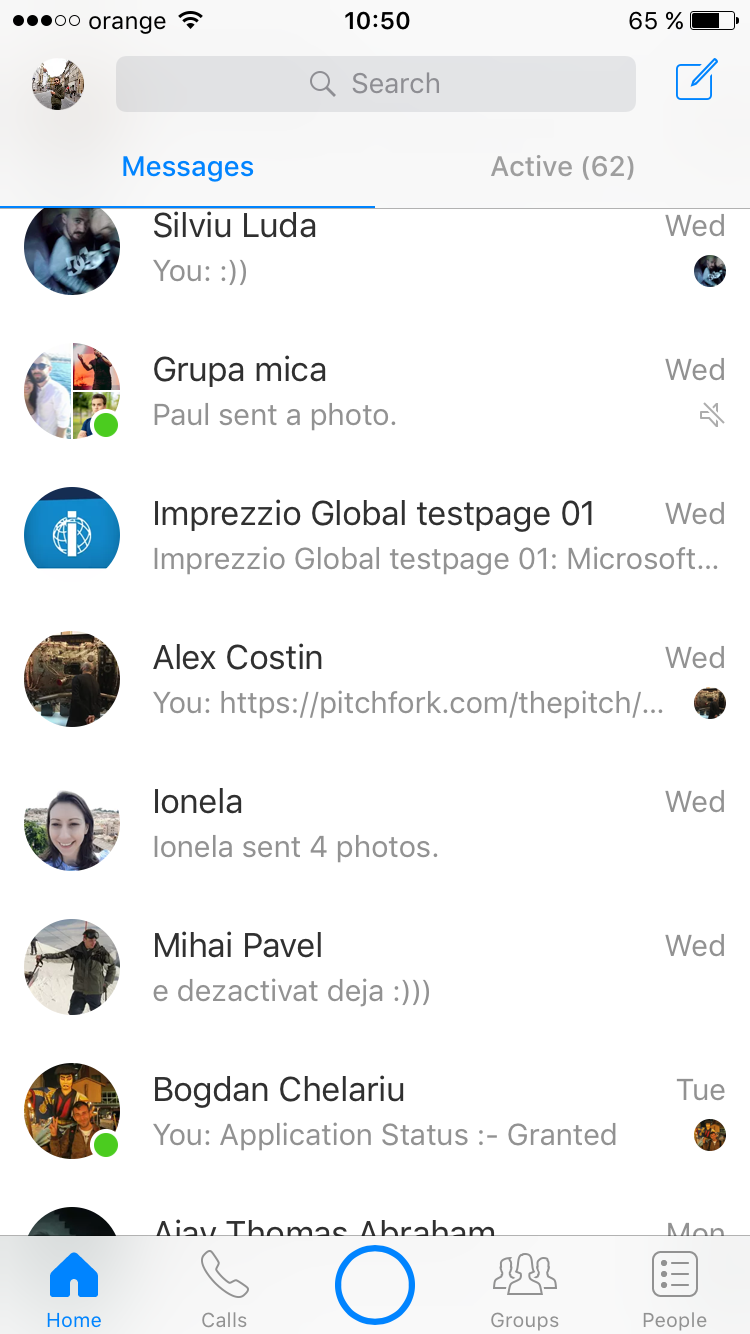 orange 10:50 65 %
Search
Messages Active (62)
Silviu Luda Wed
You: :))
Grupa mica Wed
Paul sent a photo.
Imprezzio Global testpage 01 Wed
Imprezzio Global testpage 01: Microsoft...
Alex Costin Wed
You: https://pitchfork.com/thepitch/...
Ionela Wed
Ionela sent 4 photos.
Mihai Pavel Wed
e dezactivat deja :)))
Bogdan Chelariu Tue
You: Application Status :- Granted
Ajay Thomas Abraham Mon
Home Calls Groups People